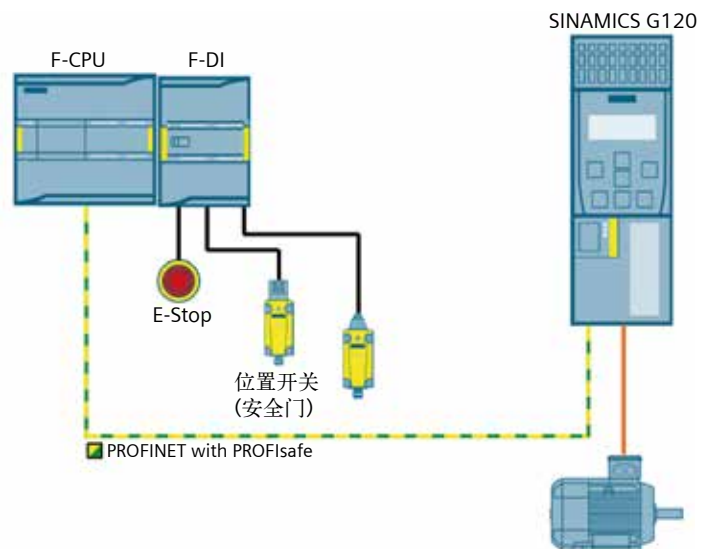 SINAMICS G120
F-CPU
F-DI
E-Stop
位置开关
(安全门)
PROFINET with PROFIsafe